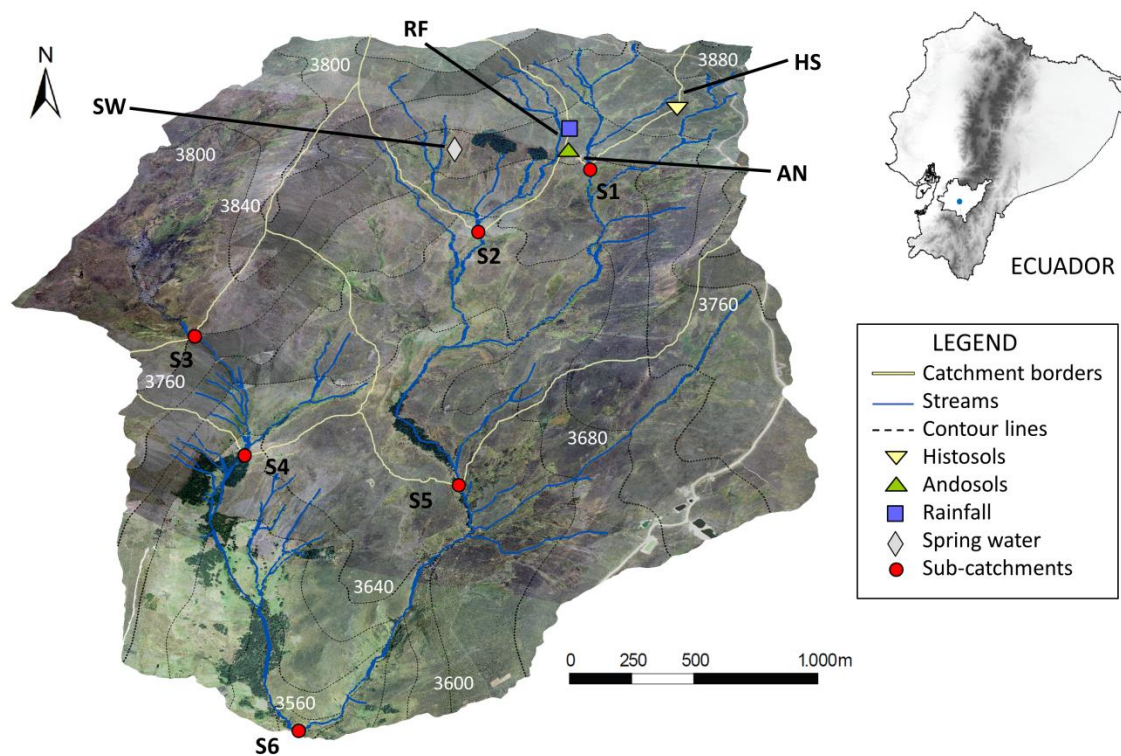 N
RF
HS
SW
AN
3800
3880
3800
3840
S1
S2
3760
S3
3760
3680
S4
S5
3640
3600
3560
S6
0 250 500 1.000m
ECUADOR
LEGEND
Catchment borders
Streams
Contour lines
Histosols
Andosols
Rainfall
Spring water
Sub-catchments